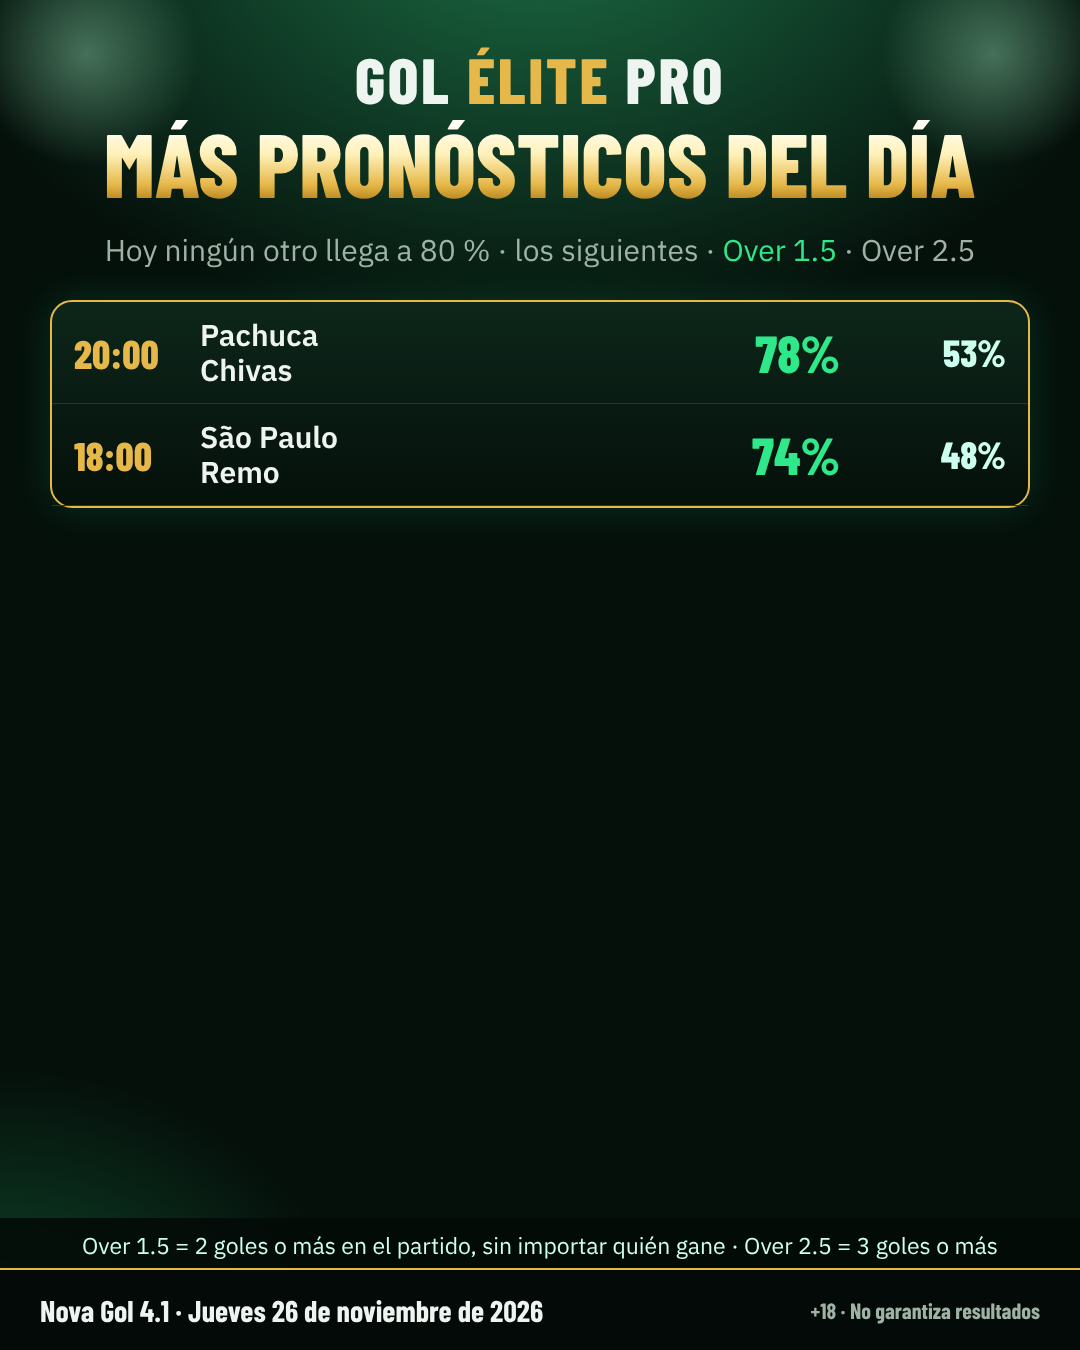 GOL ÉLITE PRO
MÁS PRONÓSTICOS DEL DÍA
Hoy ningún otro llega a 80 % · los siguientes · Over 1.5 · Over 2.5
20:00 Pachuca Chivas 78% 53%
18:00 São Paulo Remo 74% 48%
Over 1.5 = 2 goles o más en el partido, sin importar quién gane · Over 2.5 = 3 goles o más
Nova Gol 4.1 · Jueves 26 de noviembre de 2026
+18 · No garantiza resultados